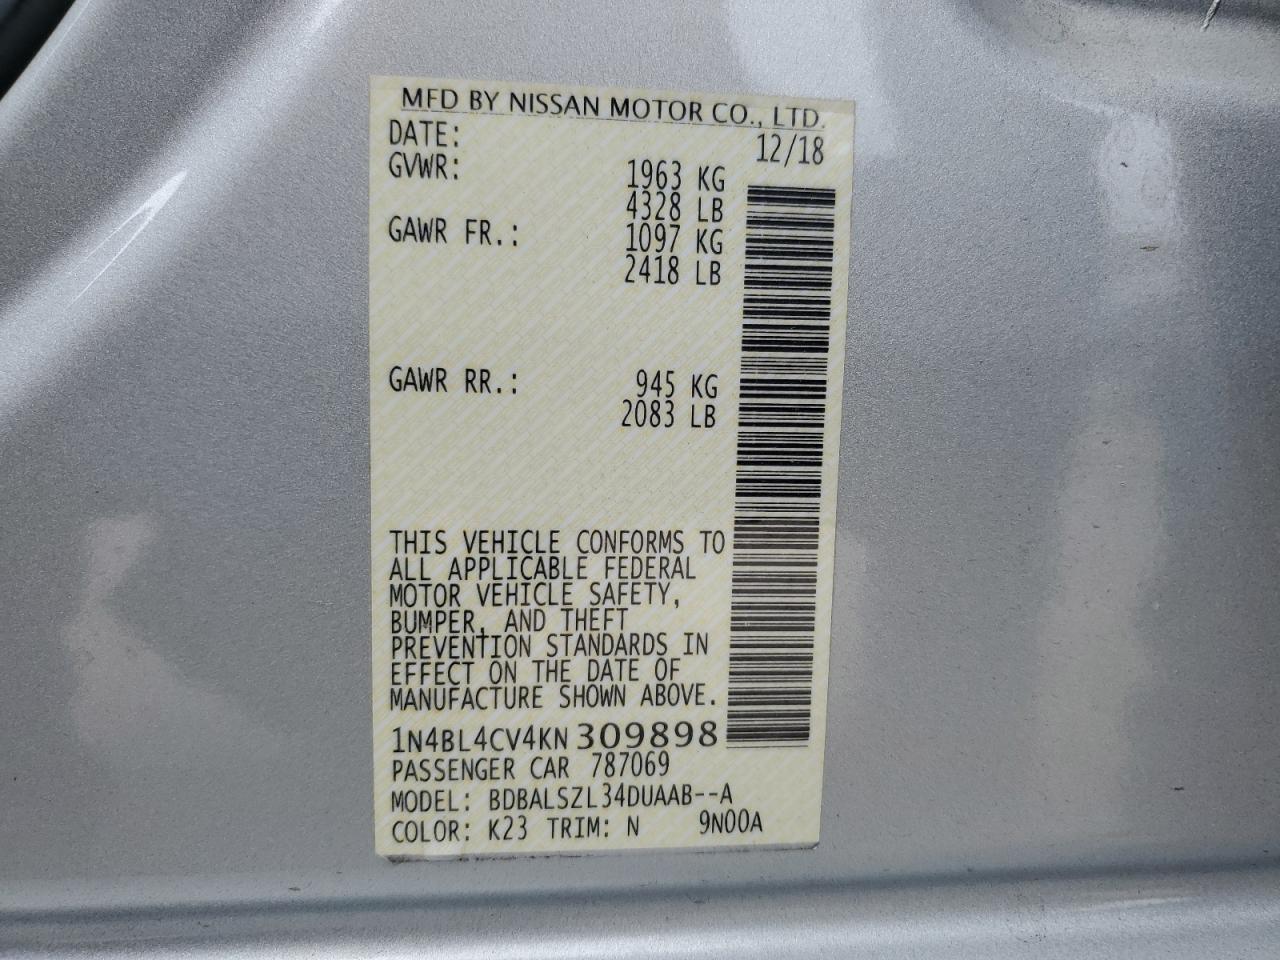 MFD BY NISSAN MOTOR CO., LTD.
DATE: 12/18
GVWR: 1963 KG
4328 LB
GAWR FR.: 1097 KG
2418 LB
GAWR RR.: 945 KG
2083 LB
THIS VEHICLE CONFORMS TO
ALL APPLICABLE FEDERAL
MOTOR VEHICLE SAFETY,
BUMPER, AND THEFT
PREVENTION STANDARDS IN
EFFECT ON THE DATE OF
MANUFACTURE SHOWN ABOVE.
1N4BL4CV4KN309898
PASSENGER CAR 787069
MODEL: BDBALSZL34DUAAB--A
COLOR: K23 TRIM: N 9N00A